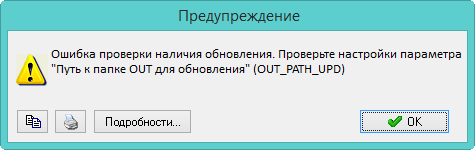 Предупреждение
Ошибка проверки наличия обновления. Проверьте настройки параметра
"Путь к папке OUT для обновления" (OUT_PATH_UPD)
Подробности...
OK